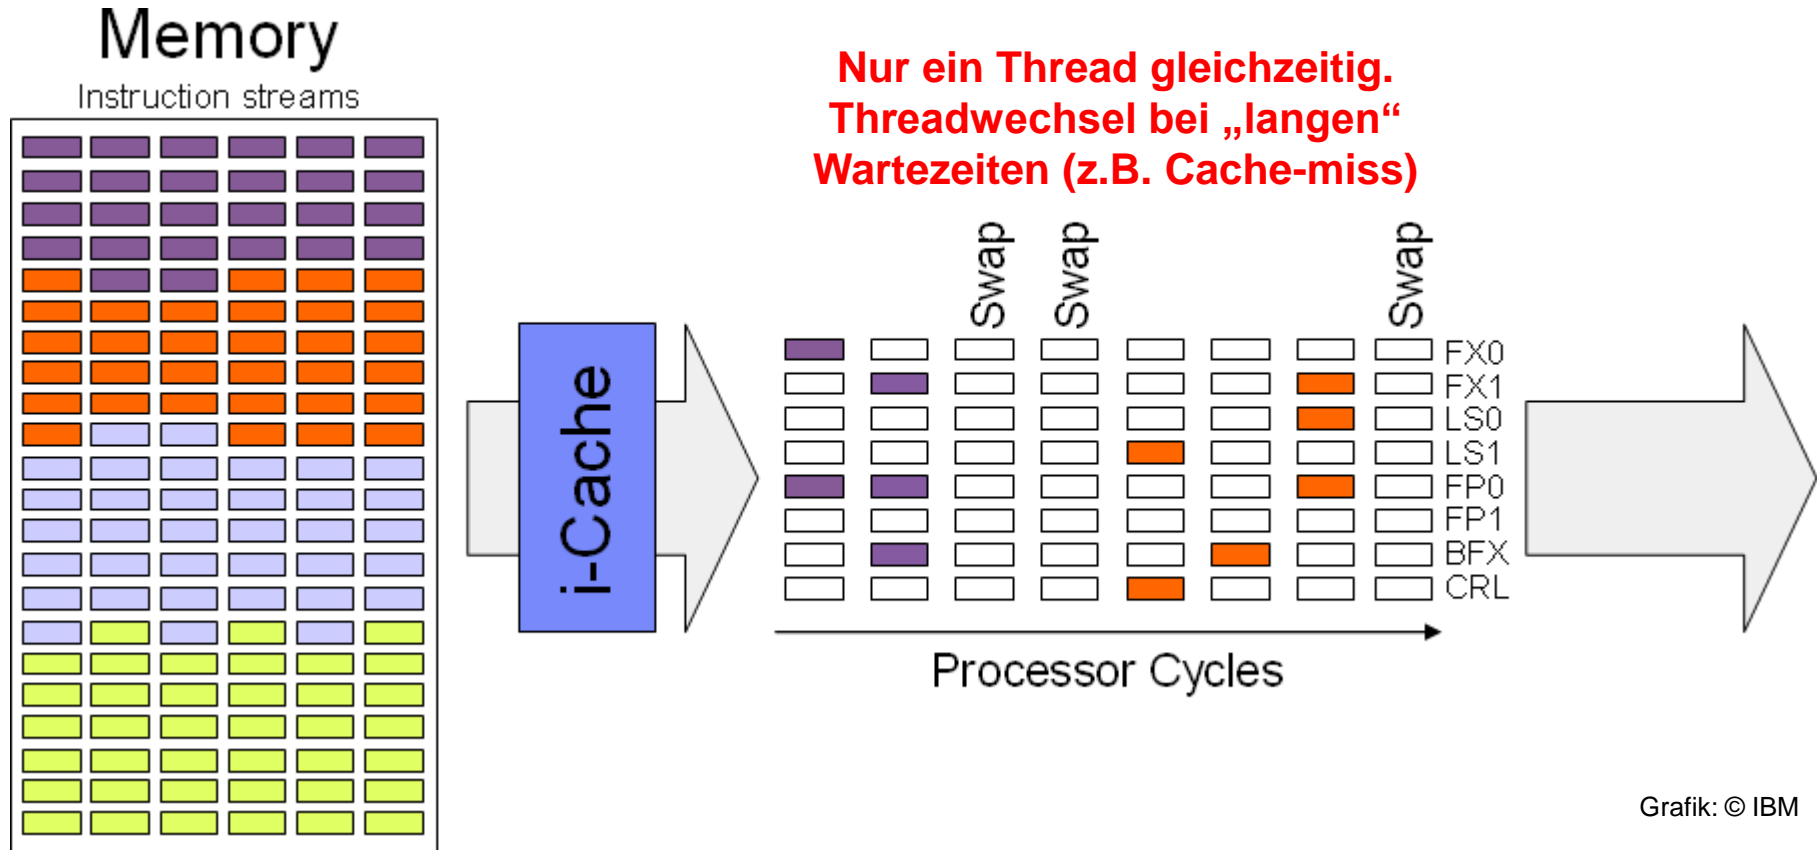 Memory
Instruction streams
Nur ein Thread gleichzeitig.
Threadwechsel bei „langen“
Wartezeiten (z.B. Cache-miss)
Swap
Swap
Swap
i-Cache
FX0
FX1
LS0
LS1
FP0
FP1
BFX
CRL
Processor Cycles
Grafik: © IBM